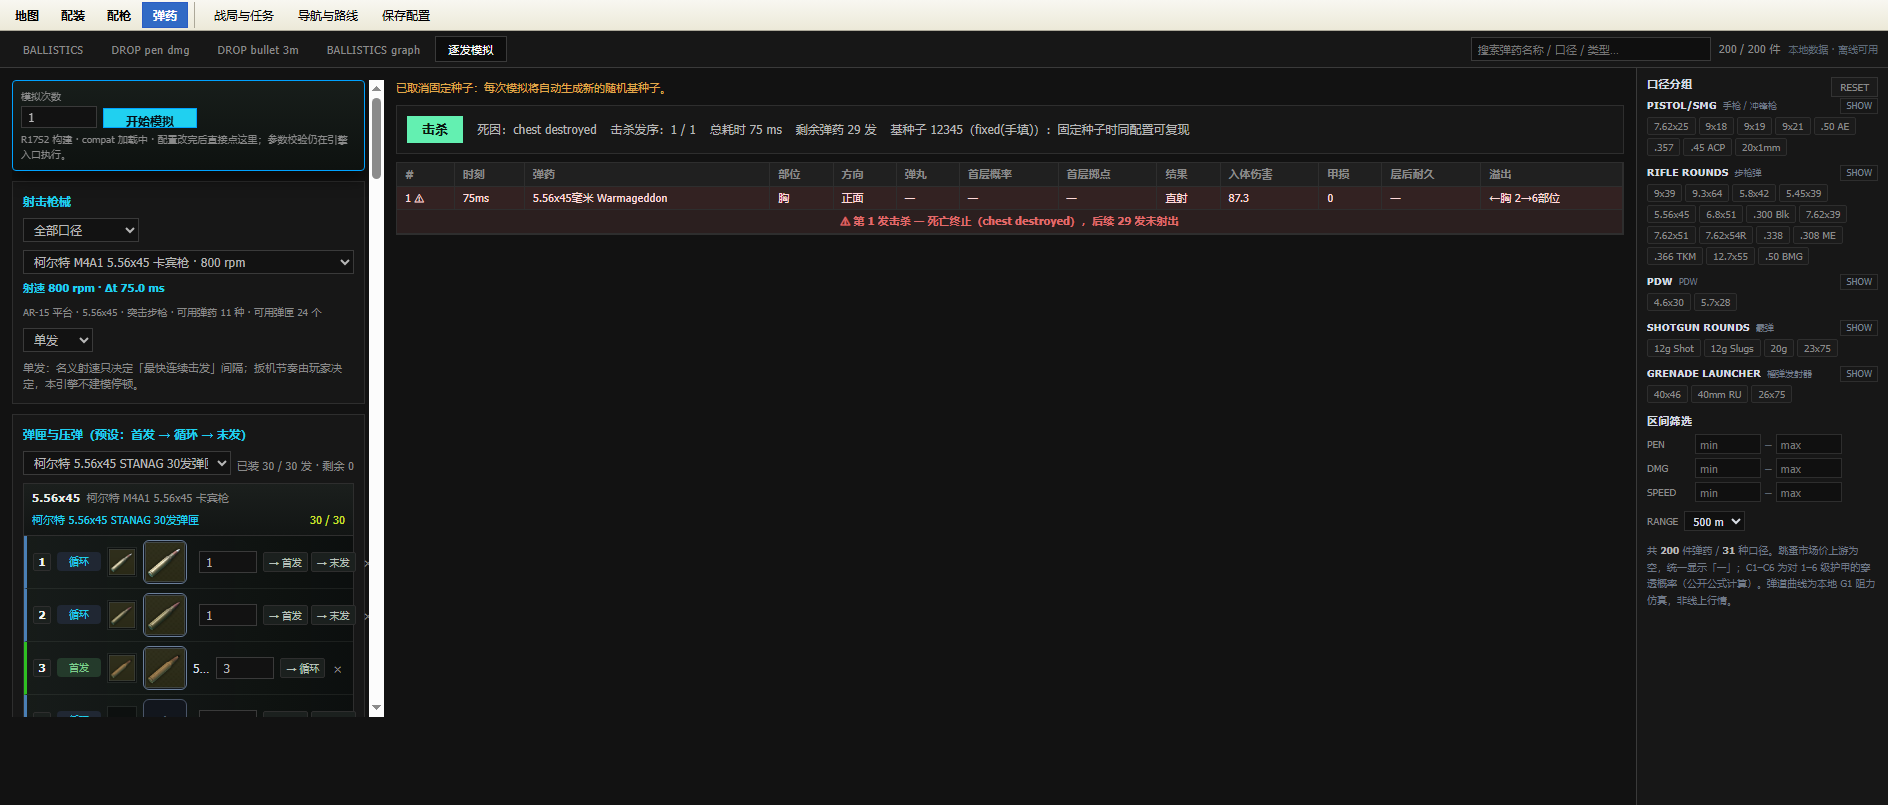 地图 配装 配枪 弹药 战局与任务 导航与路线 保存配置
BALLISTICS DROP pen dmg DROP bullet 3m BALLISTICS graph 逐发模拟 搜索弹药名称 / 口径 / 类型... 200 / 200 件 本地数据 · 离线可用
模拟次数
1 开始模拟
R1752 构建 · compat 加载中 · 配置改完后直接点这里；参数校验仍在引擎
入口执行。
射击枪械
全部口径
柯尔特 M4A1 5.56x45 卡宾枪 · 800 rpm
射速 800 rpm · Δt 75.0 ms
AR-15 平台 · 5.56x45 · 突击步枪 · 可用弹药 11 种 · 可用弹匣 24 个
单发
单发：名义射速只决定「最快连续击发」间隔；扳机节奏由玩家决
定，本引擎不建模停顿。
弹匣与压弹（预设：首发 → 循环 → 末发）
柯尔特 5.56x45 STANAG 30发弹匣 已装 30 / 30 发 · 剩余 0
5.56x45 柯尔特 M4A1 5.56x45 卡宾枪
柯尔特 5.56x45 STANAG 30发弹匣 30 / 30
1 循环 1 →首发 →末发 ×
2 循环 1 →首发 →末发 ×
3 首发 5... 3 →循环 ×
已取消固定种子：每次模拟将自动生成新的随机基种子。
击杀 死因：chest destroyed 击杀发序：1 / 1 总耗时 75 ms 剩余弹药 29 发 基种子 12345（fixed(手填)）：固定种子时同配置可复现
# 时刻 弹药 部位 方向 弹丸 首层概率 首层掷点 结果 入体伤害 甲损 层后耐久 溢出
1 ⚠ 75ms 5.56x45毫米 Warmageddon 胸 正面 — — — 直射 87.3 0 — ←胸 2→6部位
⚠ 第 1 发击杀 — 死亡终止（chest destroyed），后续 29 发未射出
口径分组 RESET
PISTOL/SMG 手枪 / 冲锋枪 SHOW
7.62x25 9x18 9x19 9x21 .50 AE
.357 .45 ACP 20x1mm
RIFLE ROUNDS 步枪弹 SHOW
9x39 9.3x64 5.8x42 5.45x39
5.56x45 6.8x51 .300 Blk 7.62x39
7.62x51 7.62x54R .338 .308 ME
.366 TKM 12.7x55 .50 BMG
PDW PDW SHOW
4.6x30 5.7x28
SHOTGUN ROUNDS 霰弹 SHOW
12g Shot 12g Slugs 20g 23x75
GRENADE LAUNCHER 榴弹发射器 SHOW
40x46 40mm RU 26x75
区间筛选
PEN min — max
DMG min — max
SPEED min — max
RANGE 500 m
共 200 件弹药 / 31 种口径。跳蚤市场价上游为
空，统一显示「—」；C1–C6 为对 1–6 级护甲的穿
透概率（公开公式计算）。弹道曲线为本地 G1 阻力
仿真，非线上行情。